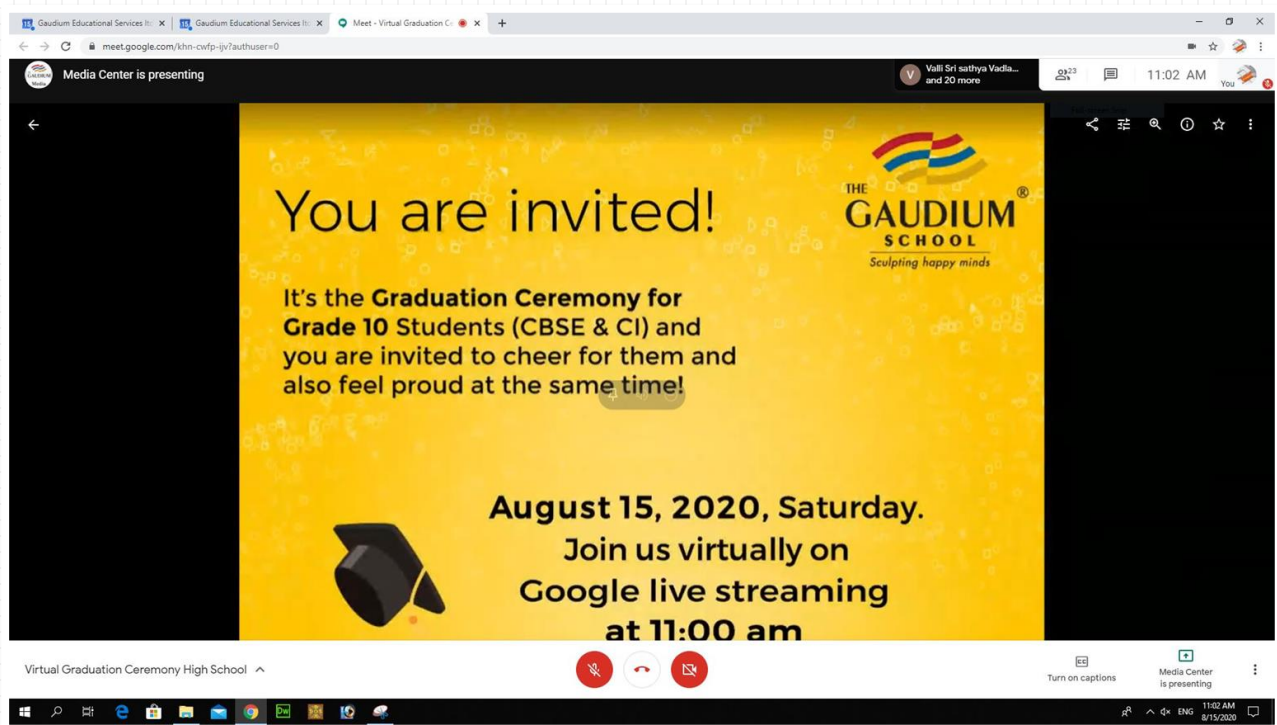 Gaudium Educational Services lt
Gaudium Educational Services lt
Meet - Virtual Graduation Ce
meet.google.com/khn-cwfp-ijv?authuser=0
Media Center is presenting
V
Valli Sri sathya Vadla...
and 20 more
23
11:02 AM
You
You are invited!
THE
GAUDIUM®
SCHOOL
Sculpting happy minds
It's the Graduation Ceremony for
Grade 10 Students (CBSE & CI) and
you are invited to cheer for them and
also feel proud at the same time!
August 15, 2020, Saturday.
Join us virtually on
Google live streaming
at 11:00 am
Virtual Graduation Ceremony High School
CC
Turn on captions
Media Center
is presenting
Dw
ENG
11:02 AM
8/15/2020